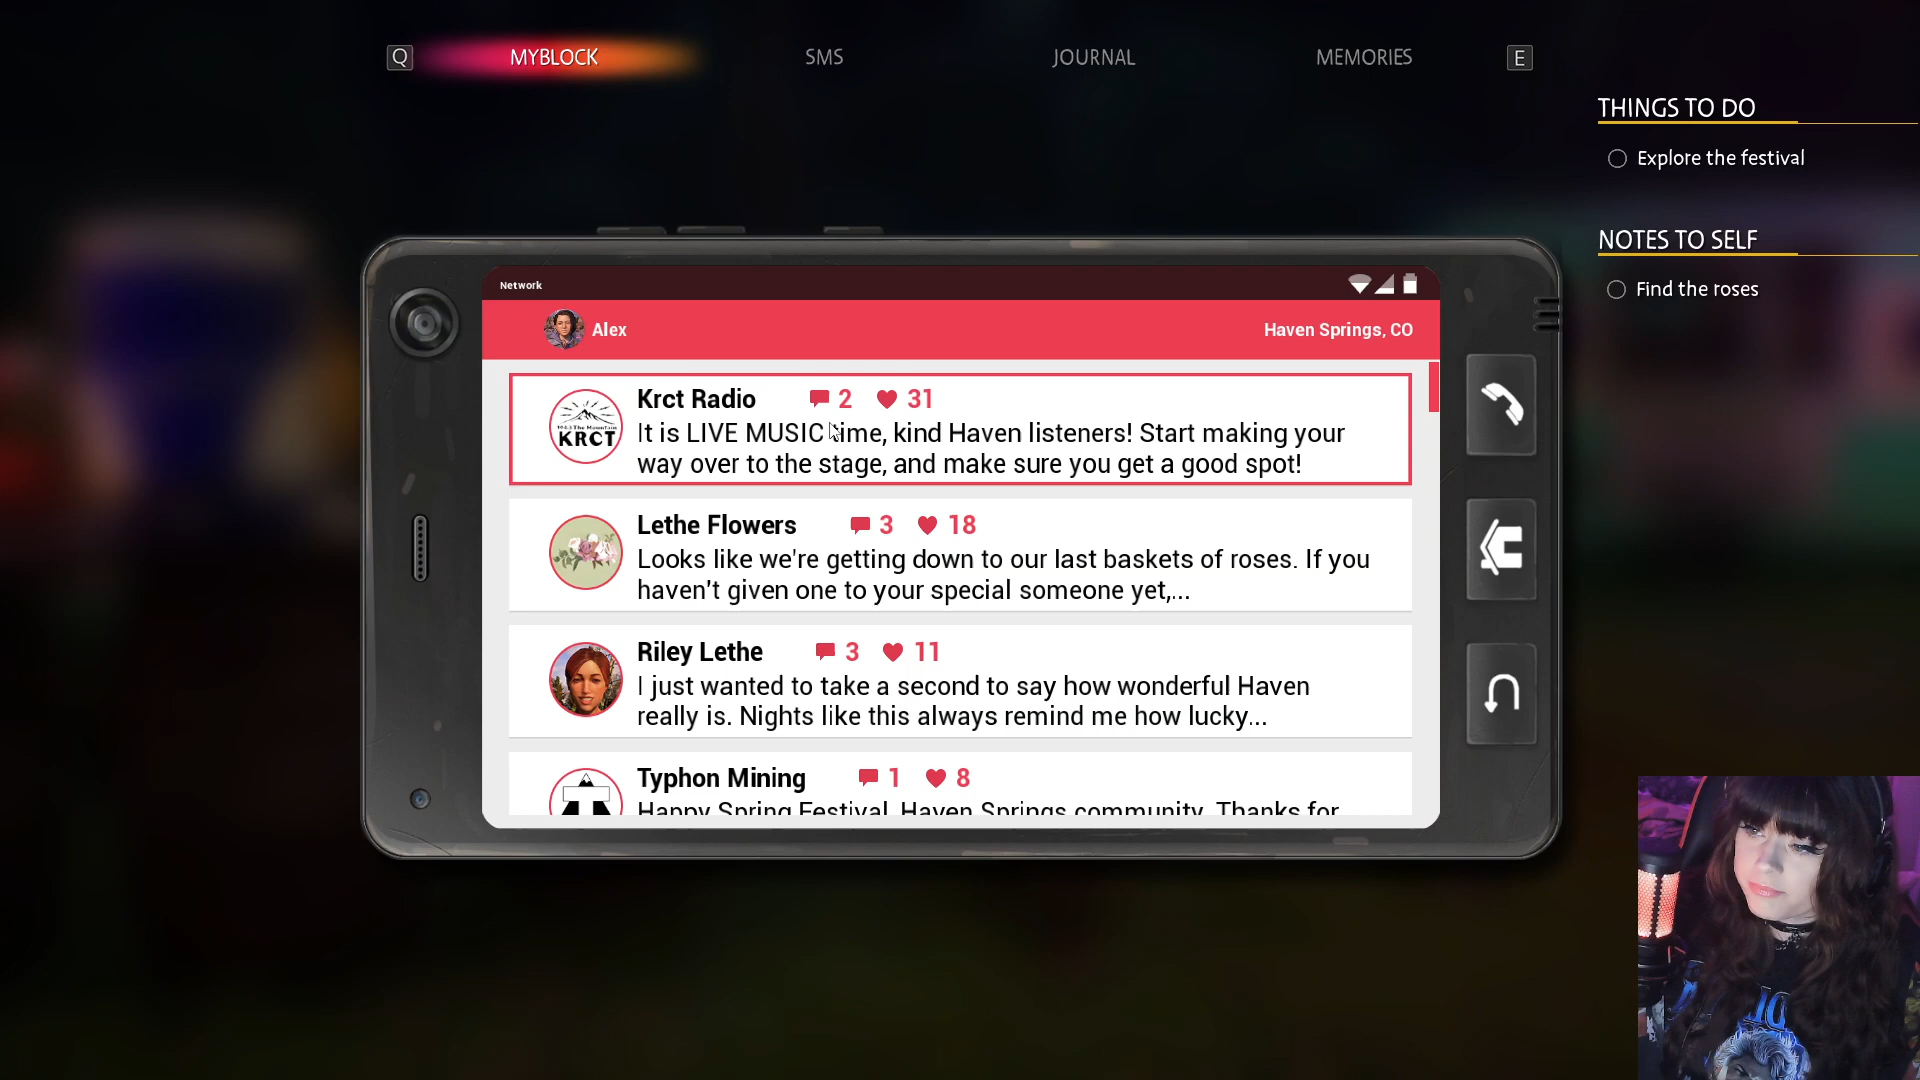 Q MYBLOCK SMS JOURNAL MEMORIES E
THINGS TO DO
Explore the festival
NOTES TO SELF
Find the roses
Network
Alex Haven Springs, CO
KRCT
Krct Radio 2 31
It is LIVE MUSIC time, kind Haven listeners! Start making your
way over to the stage, and make sure you get a good spot!
Lethe Flowers 3 18
Looks like we're getting down to our last baskets of roses. If you
haven't given one to your special someone yet,...
Riley Lethe 3 11
I just wanted to take a second to say how wonderful Haven
really is. Nights like this always remind me how lucky...
Typhon Mining 1 8
Happy Spring Festival, Haven Springs community. Thanks for